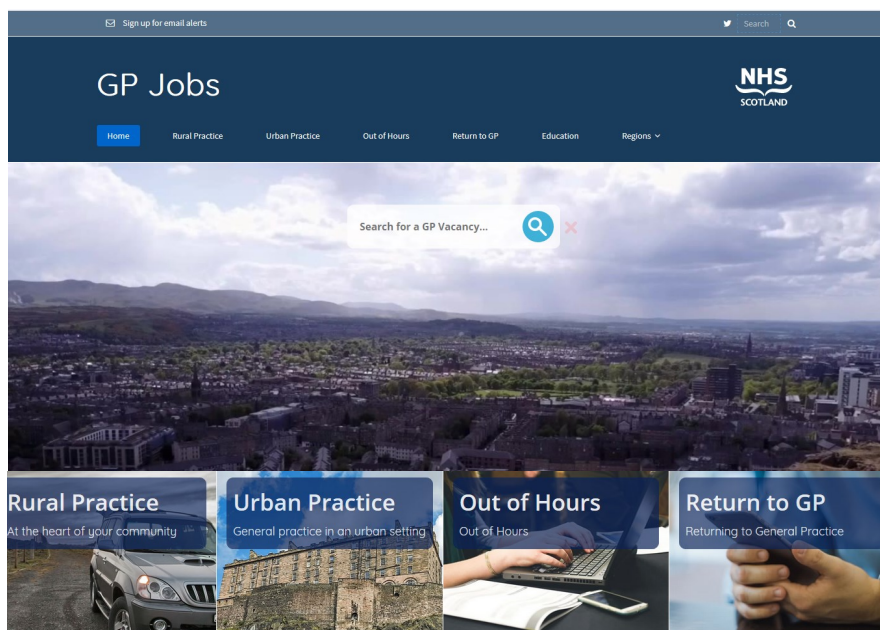 Sign up for email alerts
Search
GP Jobs
NHS
SCOTLAND
Home Rural Practice Urban Practice Out of Hours Return to GP Education Regions
Search for a GP Vacancy...
Rural Practice
At the heart of your community
Urban Practice
General practice in an urban setting
Out of Hours
Out of Hours
Return to GP
Returning to General Practice